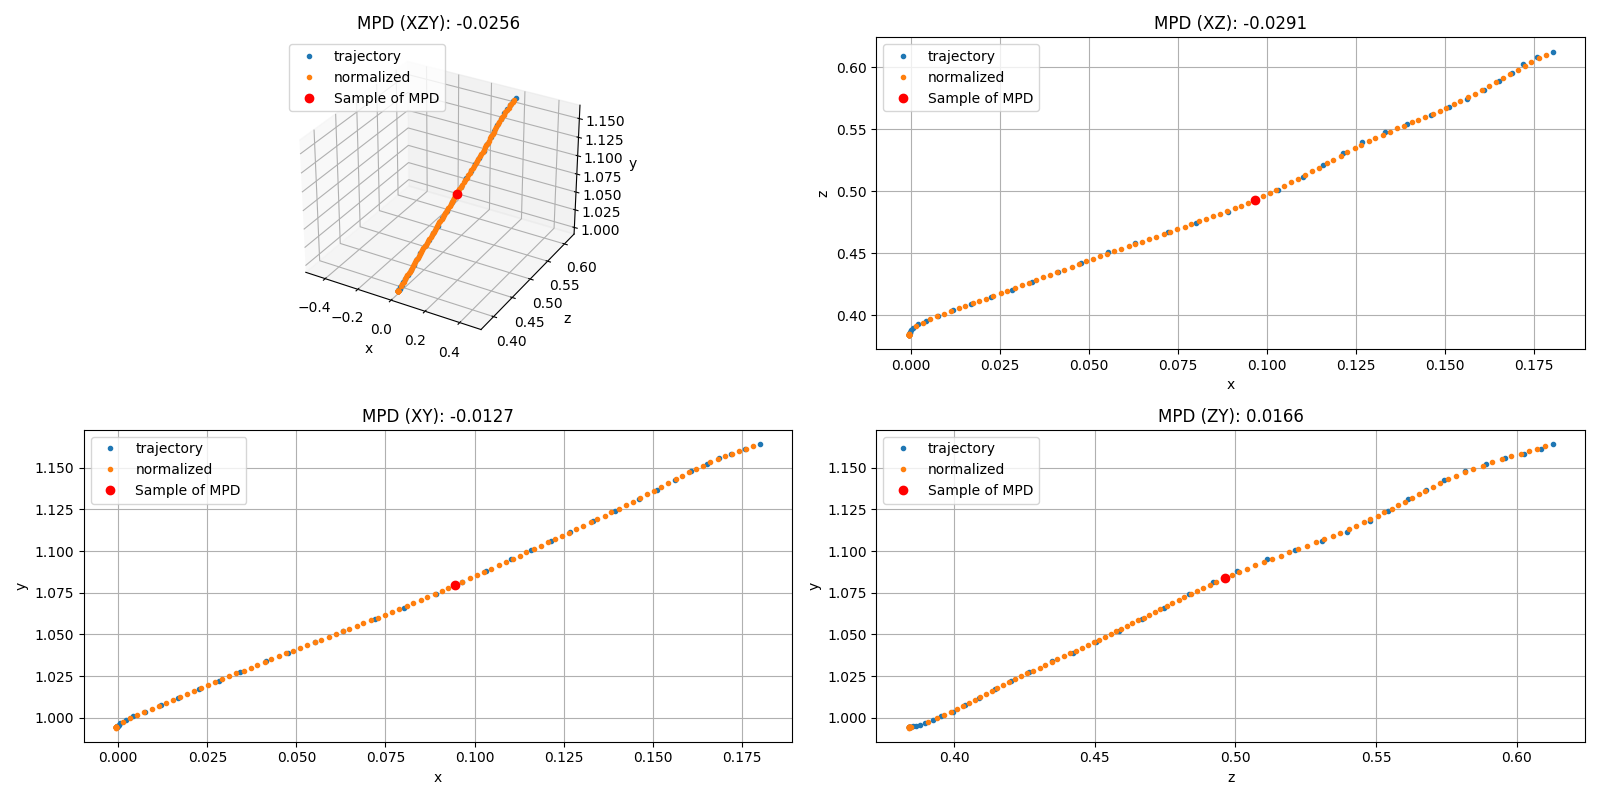 MPD (XZY): -0.0256
trajectory
normalized
Sample of MPD
1.150
1.125
1.100
1.075
1.050
1.025
1.000
y
0.60
0.55
0.50
0.45
0.40
z
−0.4
−0.2
0.0
0.2
0.4
x
MPD (XZ): -0.0291
trajectory
normalized
Sample of MPD
0.60
0.55
0.50
0.45
0.40
z
0.000 0.025 0.050 0.075 0.100 0.125 0.150 0.175
x
MPD (XY): -0.0127
trajectory
normalized
Sample of MPD
1.150
1.125
1.100
1.075
1.050
1.025
1.000
y
0.000 0.025 0.050 0.075 0.100 0.125 0.150 0.175
x
MPD (ZY): 0.0166
trajectory
normalized
Sample of MPD
1.150
1.125
1.100
1.075
1.050
1.025
1.000
y
0.40 0.45 0.50 0.55 0.60
z